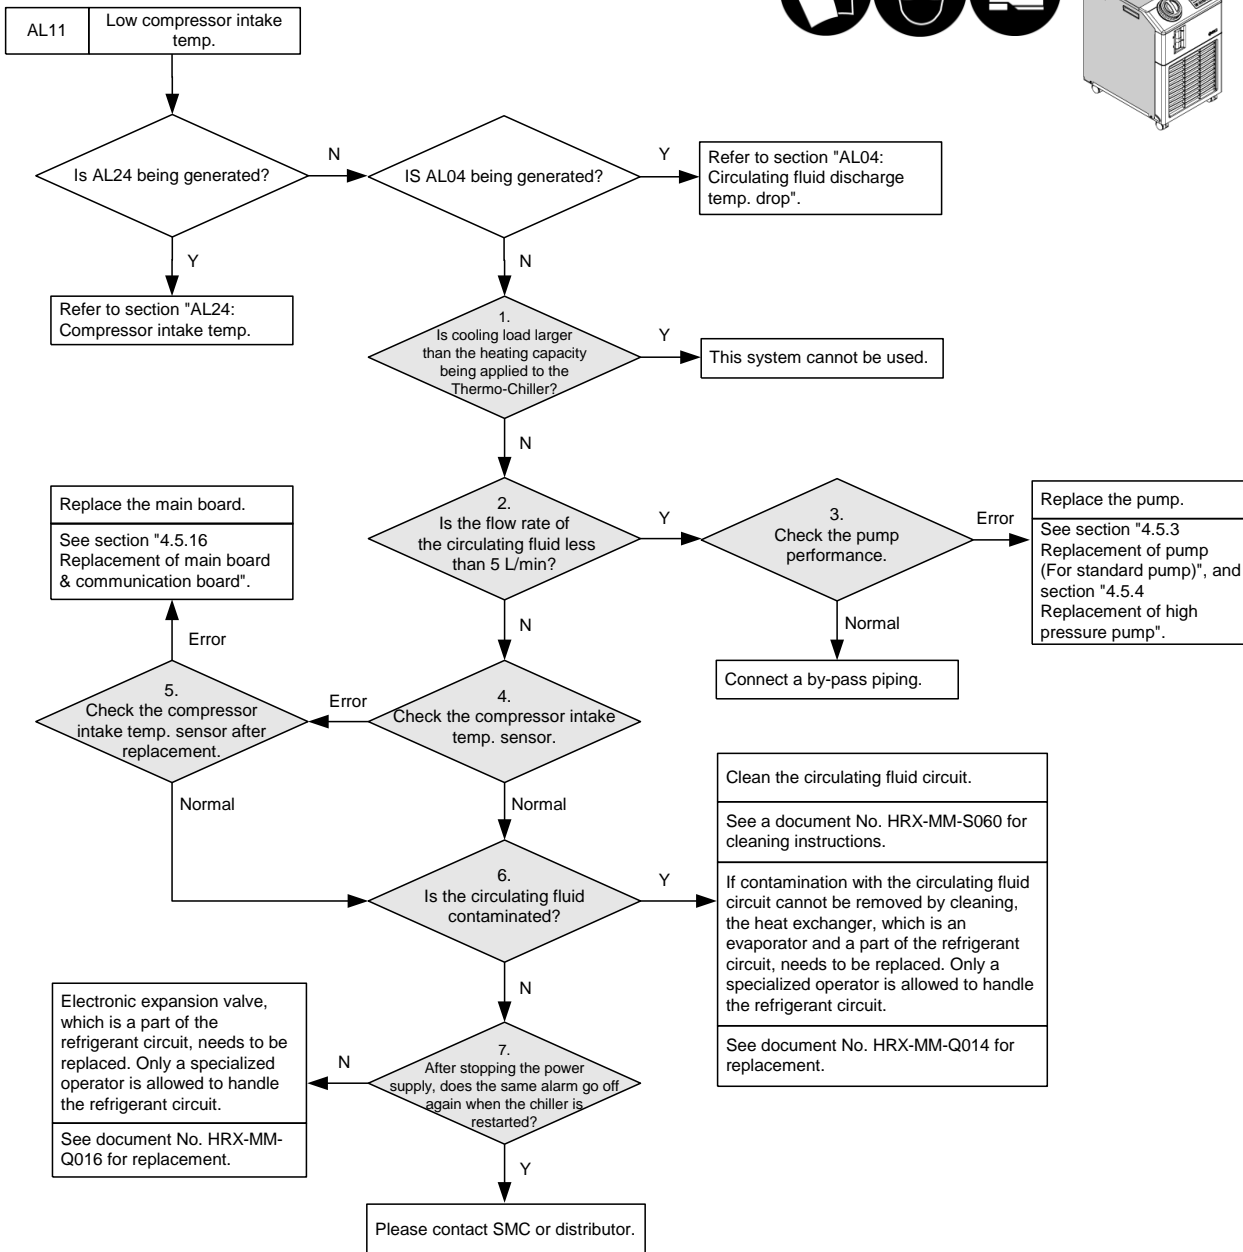 AL11
Low compressor intake
temp.
Is AL24 being generated?
N
IS AL04 being generated?
Y
Refer to section "AL04:
Circulating fluid discharge
temp. drop".
Y
Refer to section "AL24:
Compressor intake temp.
N
1.
Is cooling load larger
than the heating capacity
being applied to the
Thermo-Chiller?
Y
This system cannot be used.
N
2.
Is the flow rate of
the circulating fluid less
than 5 L/min?
Y
3.
Check the pump
performance.
Error
Replace the pump.
See section "4.5.3
Replacement of pump
(For standard pump)", and
section "4.5.4
Replacement of high
pressure pump".
Normal
Connect a by-pass piping.
Replace the main board.
See section "4.5.16
Replacement of main board
& communication board".
Error
N
5.
Check the compressor
intake temp. sensor after
replacement.
Error
4.
Check the compressor intake
temp. sensor.
Normal
Normal
6.
Is the circulating fluid
contaminated?
Y
Clean the circulating fluid circuit.
See a document No. HRX-MM-S060 for
cleaning instructions.
If contamination with the circulating fluid
circuit cannot be removed by cleaning,
the heat exchanger, which is an
evaporator and a part of the refrigerant
circuit, needs to be replaced. Only a
specialized operator is allowed to handle
the refrigerant circuit.
See document No. HRX-MM-Q014 for
replacement.
N
7.
After stopping the power
supply, does the same alarm go off
again when the chiller is
restarted?
N
Electronic expansion valve,
which is a part of the
refrigerant circuit, needs to be
replaced. Only a specialized
operator is allowed to handle
the refrigerant circuit.
See document No. HRX-MM-
Q016 for replacement.
Y
Please contact SMC or distributor.